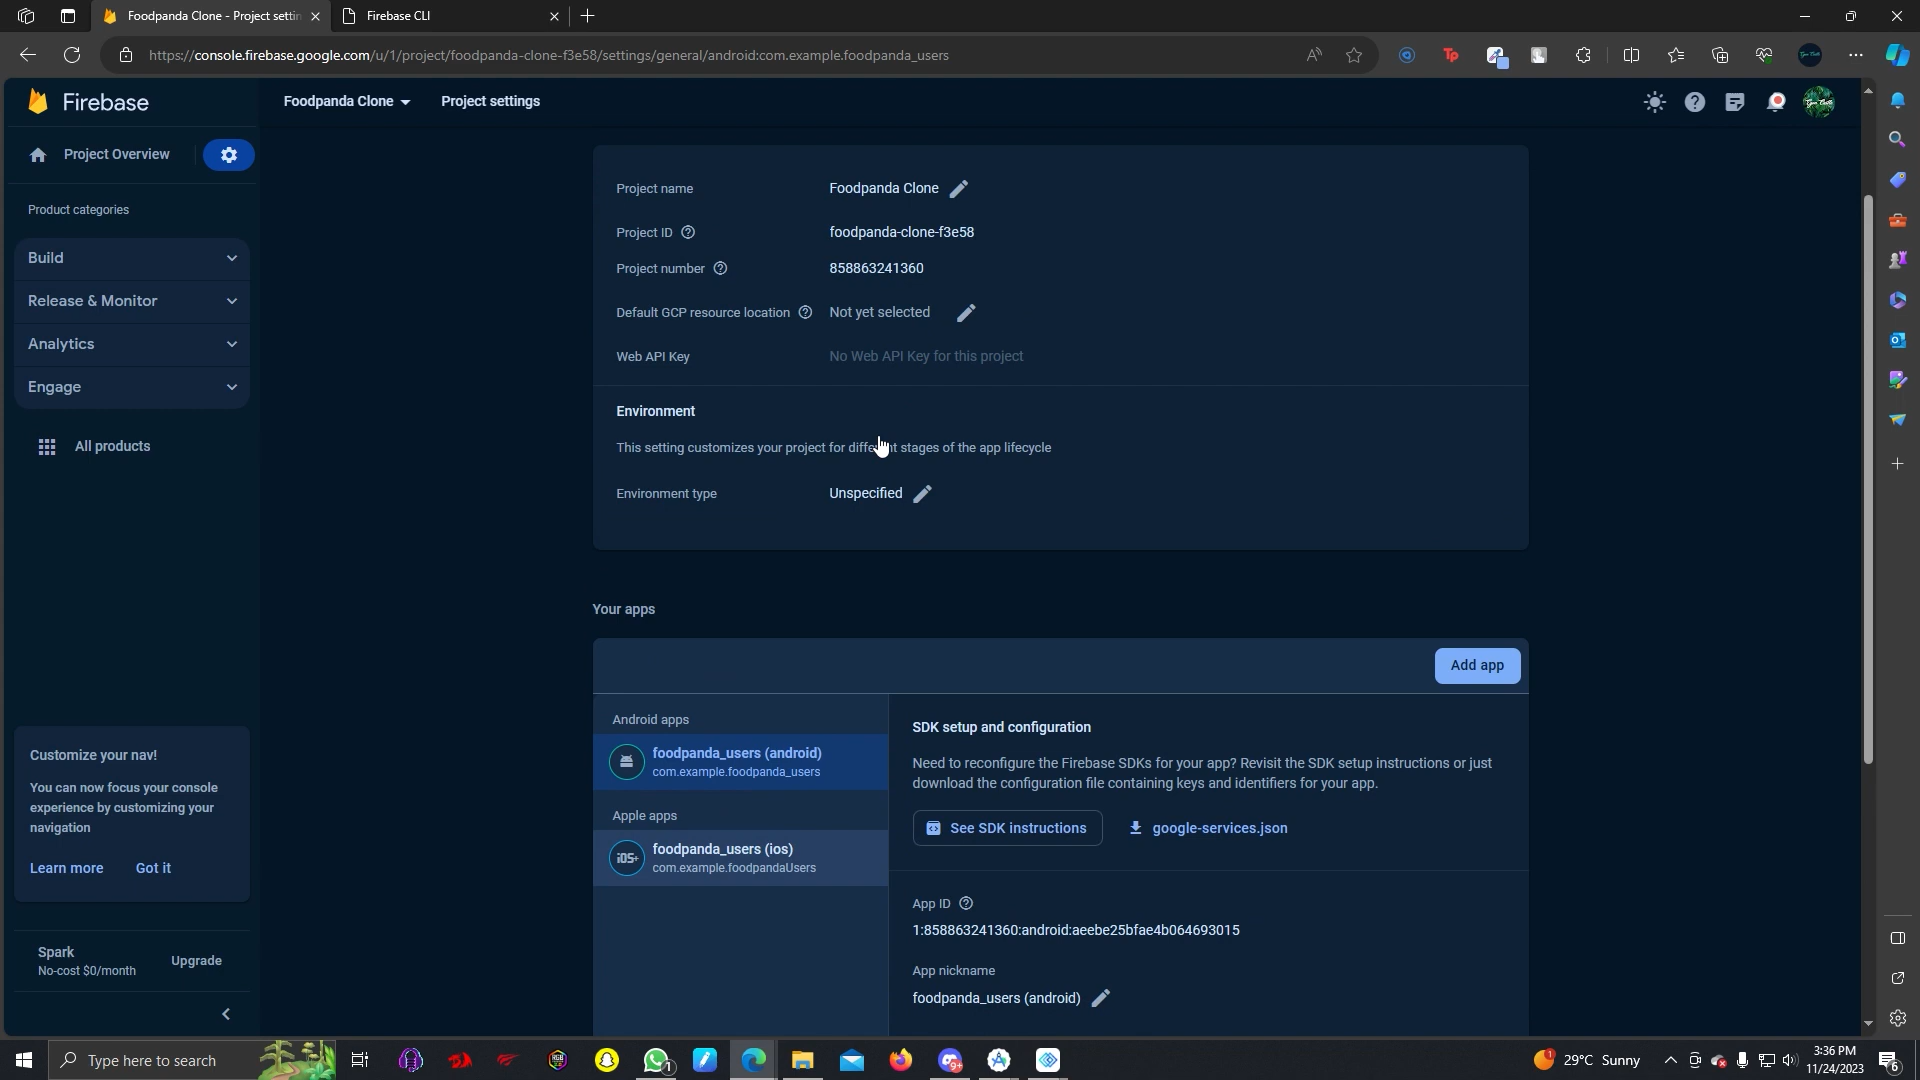 Foodpanda Clone - Project settin
Firebase CLI
https://console.firebase.google.com/u/1/project/foodpanda-clone-f3e58/settings/general/android:com.example.foodpanda_users
Firebase
Foodpanda Clone
Project settings
Project Overview
Product categories
Build
Release & Monitor
Analytics
Engage
All products
Customize your nav!
You can now focus your console
experience by customizing your
navigation
Learn more
Got it
Spark
No-cost $0/month
Upgrade
Project name
Foodpanda Clone
Project ID
foodpanda-clone-f3e58
Project number
858863241360
Default GCP resource location
Not yet selected
Web API Key
No Web API Key for this project
Environment
This setting customizes your project for different stages of the app lifecycle
Environment type
Unspecified
Your apps
Add app
Android apps
foodpanda_users (android)
com.example.foodpanda_users
Apple apps
iOS+
foodpanda_users (ios)
com.example.foodpandaUsers
SDK setup and configuration
Need to reconfigure the Firebase SDKs for your app? Revisit the SDK setup instructions or just
download the configuration file containing keys and identifiers for your app.
See SDK instructions
google-services.json
App ID
1:858863241360:android:aeebe25bfae4b064693015
App nickname
foodpanda_users (android)
Type here to search
29°C Sunny
3:36 PM
11/24/2023